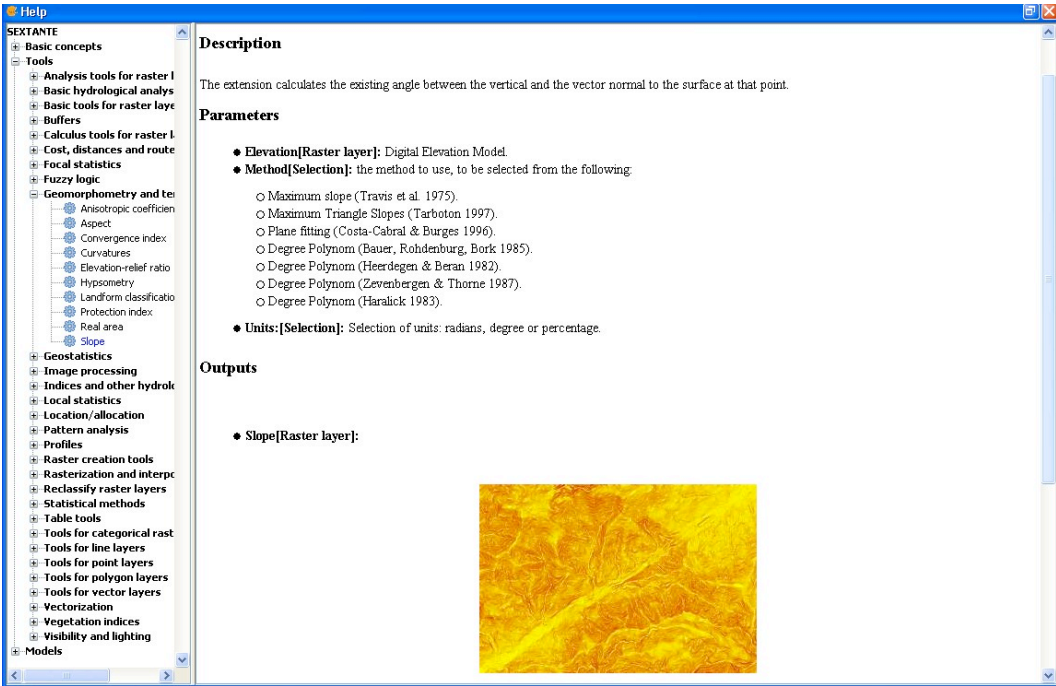 Help
SEXTANTE
Basic concepts
Tools
Analysis tools for raster l
Basic hydrological analys
Basic tools for raster laye
Buffers
Calculus tools for raster l
Cost, distances and route
Focal statistics
Fuzzy logic
Geomorphometry and ter
Anisotropic coefficien
Aspect
Convergence index
Curvatures
Elevation-relief ratio
Hypsometry
Landform classificatio
Protection index
Real area
Slope
Geostatistics
Image processing
Indices and other hydrolo
Local statistics
Location/allocation
Pattern analysis
Profiles
Raster creation tools
Rasterization and interpo
Reclassify raster layers
Statistical methods
Table tools
Tools for categorical rast
Tools for line layers
Tools for point layers
Tools for polygon layers
Tools for vector layers
Vectorization
Vegetation indices
Visibility and lighting
Models
Description
The extension calculates the existing angle between the vertical and the vector normal to the surface at that point.
Parameters
Elevation[Raster layer]: Digital Elevation Model.
Method[Selection]: the method to use, to be selected from the following:
Maximum slope (Travis et al. 1975).
Maximum Triangle Slopes (Tarboton 1997).
Plane fitting (Costa-Cabral & Burges 1996).
Degree Polynom (Bauer, Rohdenburg, Bork 1985).
Degree Polynom (Heerdegen & Beran 1982).
Degree Polynom (Zevenbergen & Thorne 1987).
Degree Polynom (Haralick 1983).
Units:[Selection]: Selection of units: radians, degree or percentage.
Outputs
Slope[Raster layer]: